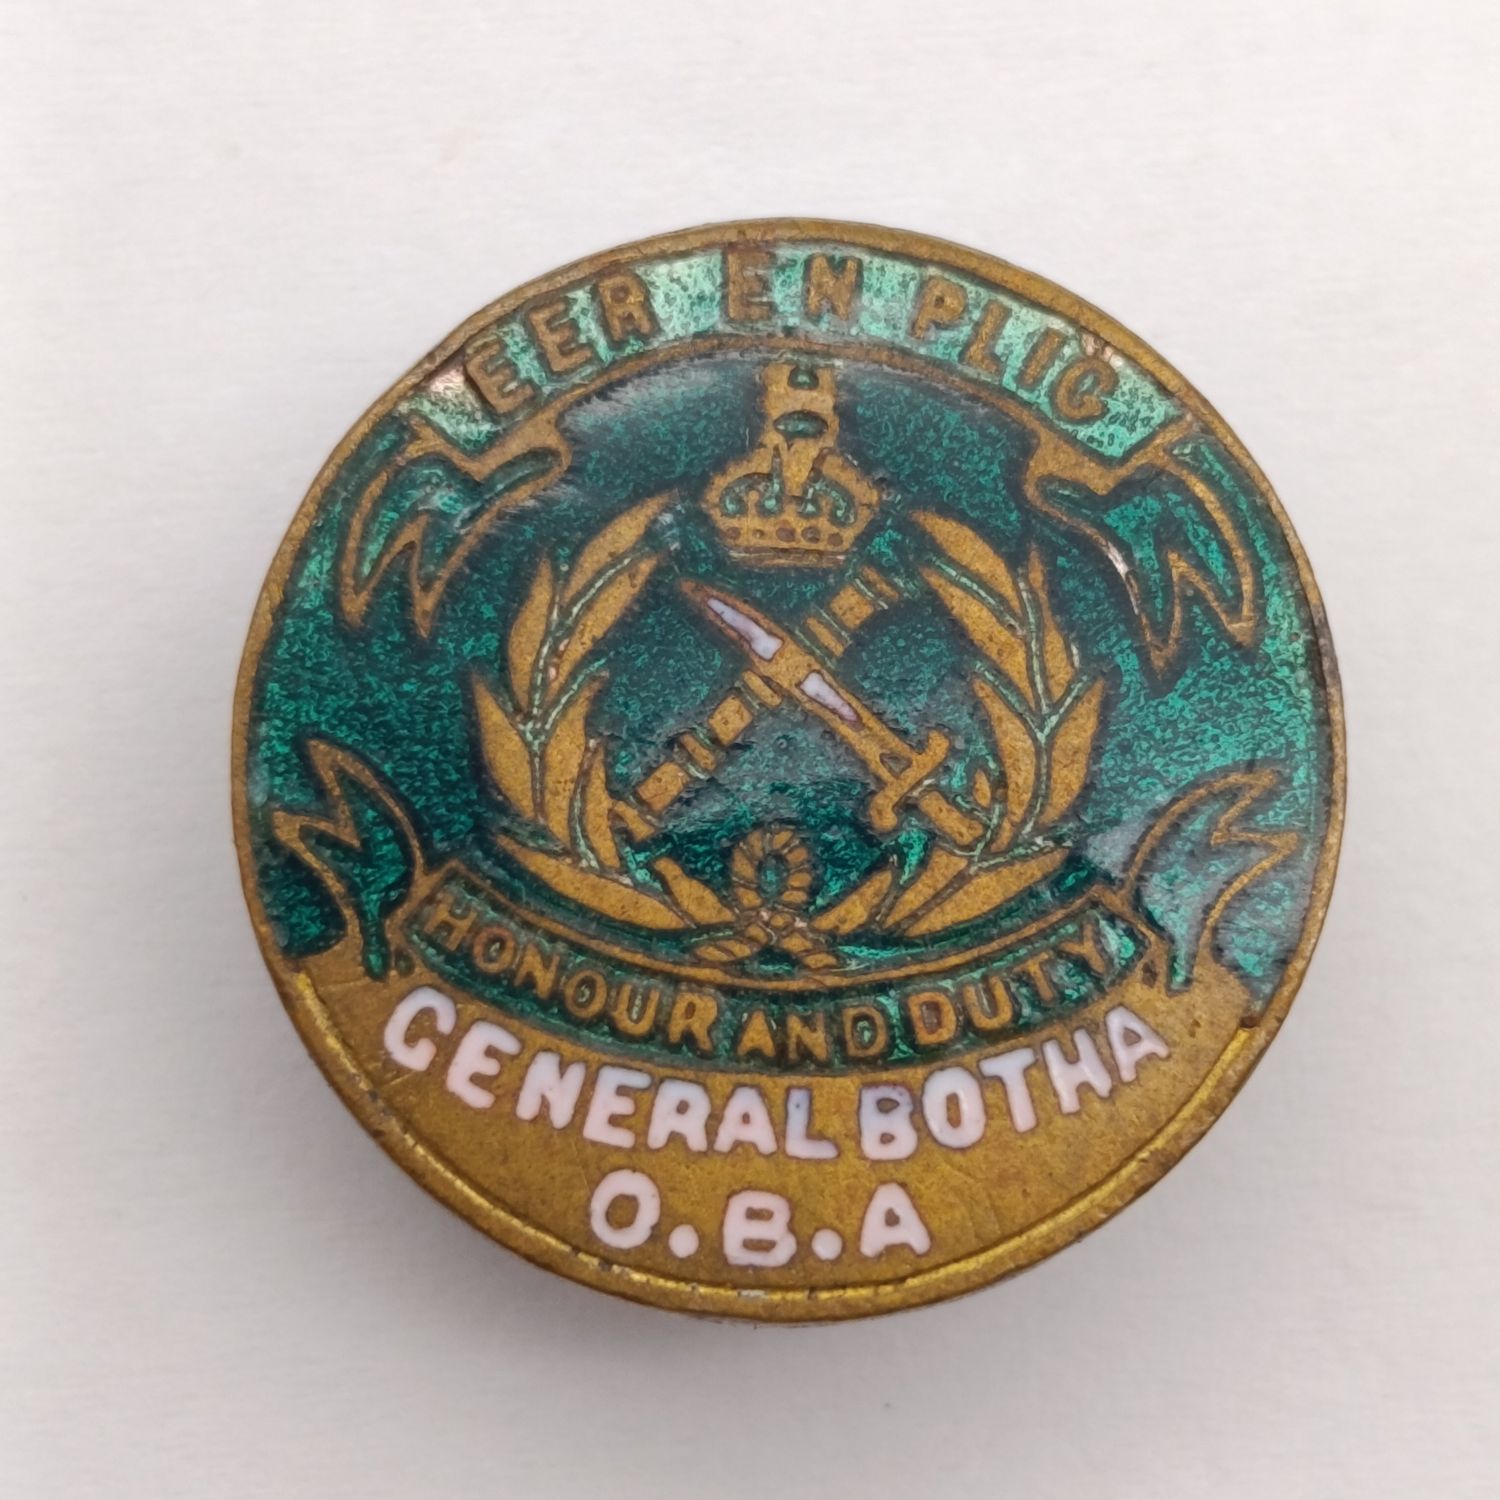 EER EN PLIG
HONOUR AND DUTY
GENERAL BOTHA
O.B.A